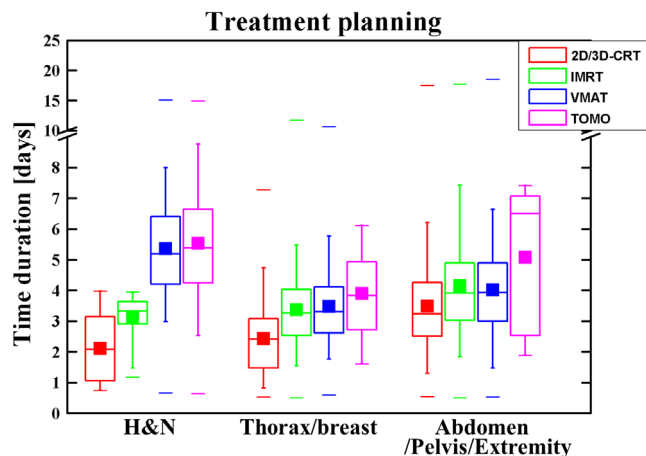 Treatment planning
Time duration [days]
25
20
15
10
8
7
6
5
4
3
2
1
0
2D/3D-CRT
IMRT
VMAT
TOMO
H&N
Thorax/breast
Abdomen
/Pelvis/Extremity